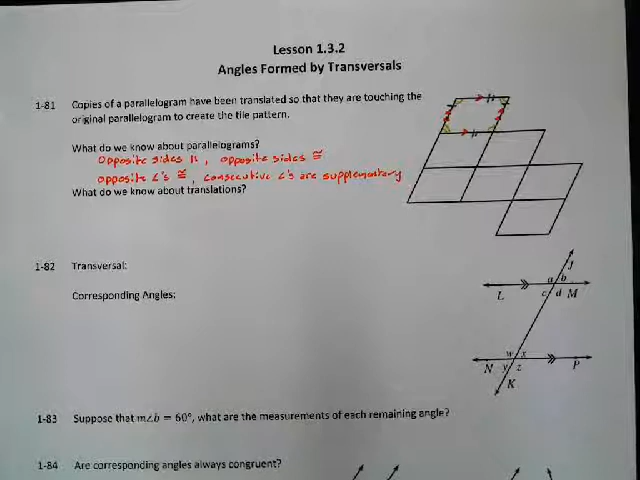 Lesson 1.3.2
Angles Formed by Transversals
1-81 Copies of a parallelogram have been translated so that they are touching the
original parallelogram to create the tile pattern.
What do we know about parallelograms?
Opposite sides ||, opposite sides ≅
opposite ∠'s ≅, consecutive ∠'s are supplementary
What do we know about translations?
1-82 Transversal:
Corresponding Angles:
J
a b
L c d M
w x
N y z P
K
1-83 Suppose that m∠b = 60°, what are the measurements of each remaining angle?
1-84 Are corresponding angles always congruent?